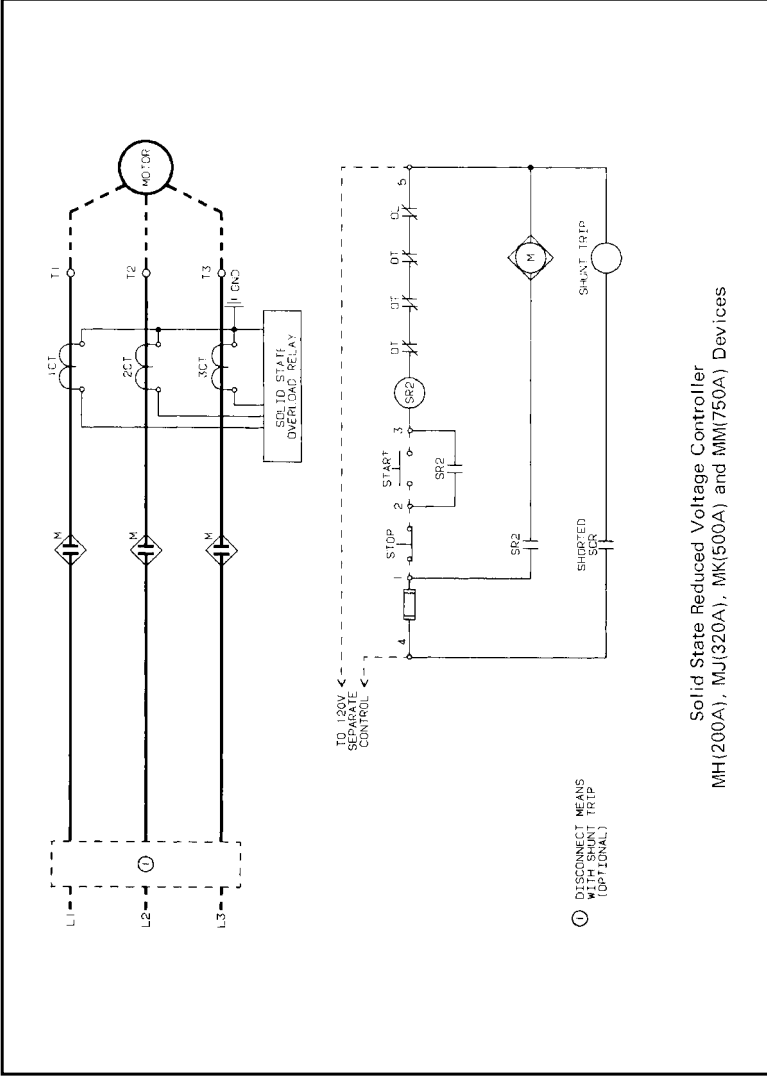 L1
L2
L3
①
M
M
M
1CT
2CT
3CT
T1
T2
T3
GND
MOTOR
SOLID STATE
OVERLOAD RELAY
TO 120V
SEPARATE
CONTROL
4
1
STOP
2
START
3
SR2
SR2
OT
OT
OT
OL
5
SR2
M
SHORTED
SCR
SHUNT TRIP
① DISCONNECT MEANS
WITH SHUNT TRIP
(OPTIONAL)
Solid State Reduced Voltage Controller
MH(200A), MJ(320A), MK(500A) and MM(750A) Devices